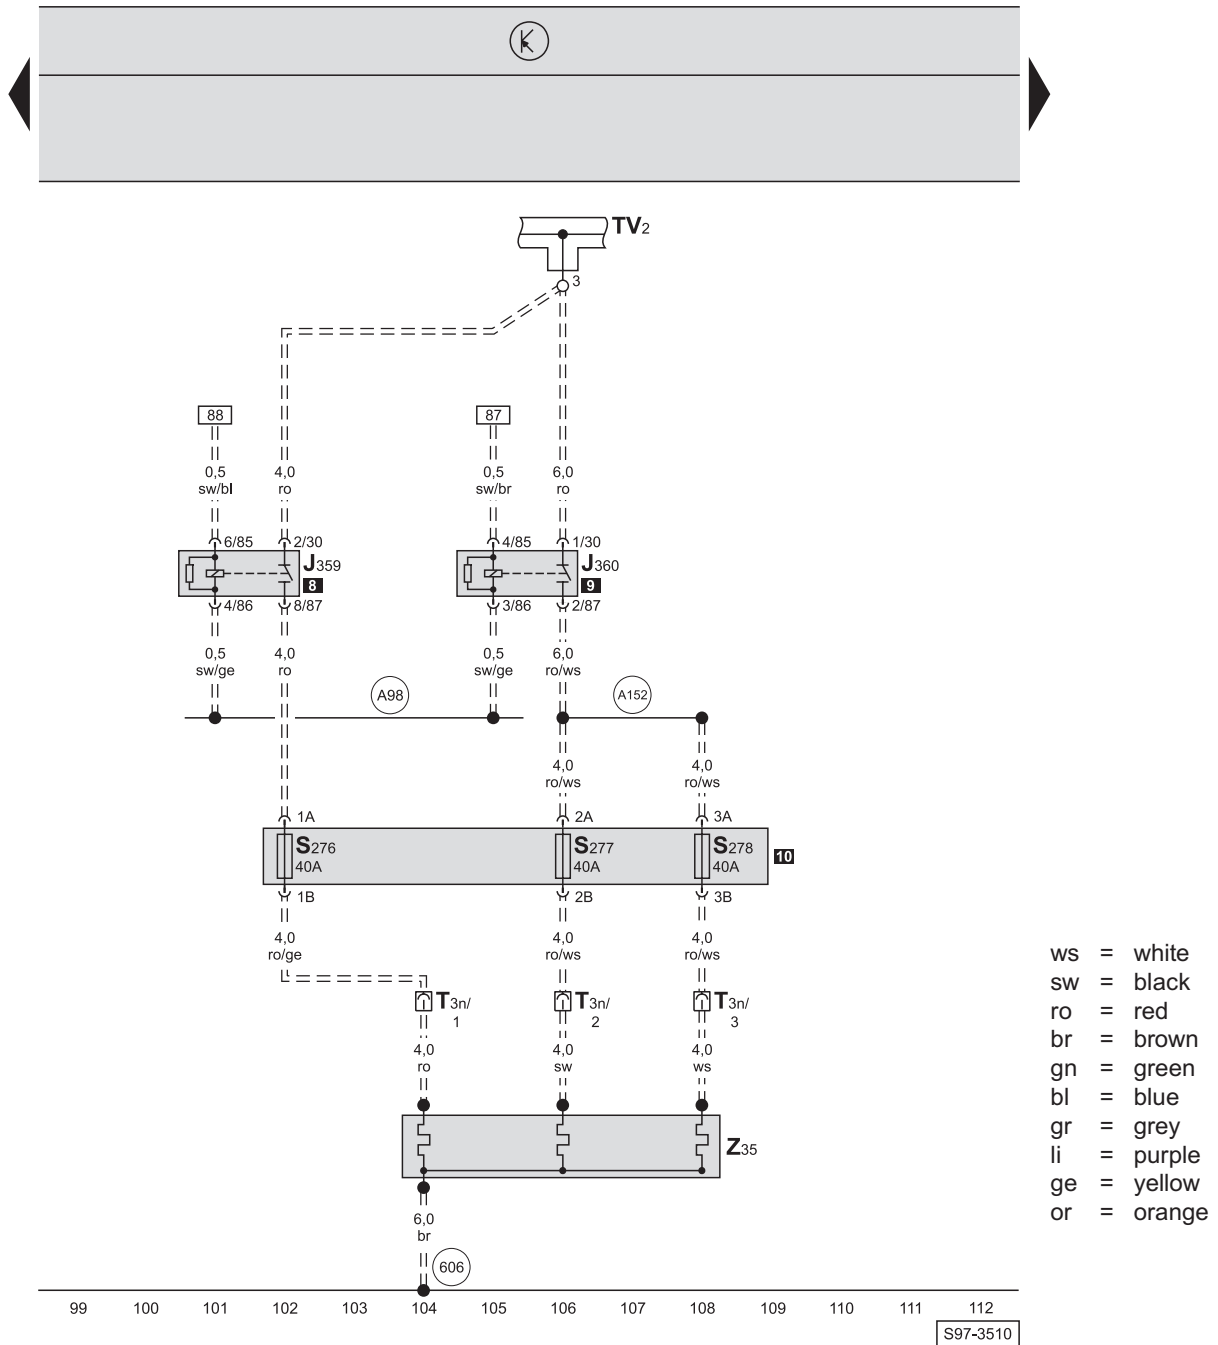 TV2
3
88 87
0,5 4,0 0,5 6,0
sw/bl ro sw/br ro
6/85 2/30 4/85 1/30
J359 J360
8 9
4/86 8/87 3/86 2/87
0,5 4,0 0,5 6,0
sw/ge ro sw/ge ro/ws
A98 A152
4,0 4,0
ro/ws ro/ws
1A 2A 3A
S276 S277 S278
40A 40A 40A
10
1B 2B 3B
4,0 4,0 4,0
ro/ge ro/ws ro/ws
T3n/ T3n/ T3n/
1 2 3
4,0 4,0 4,0
ro sw ws
Z35
6,0
br
606
99 100 101 102 103 104 105 106 107 108 109 110 111 112
S97-3510
ws = white
sw = black
ro = red
br = brown
gn = green
bl = blue
gr = grey
li = purple
ge = yellow
or = orange